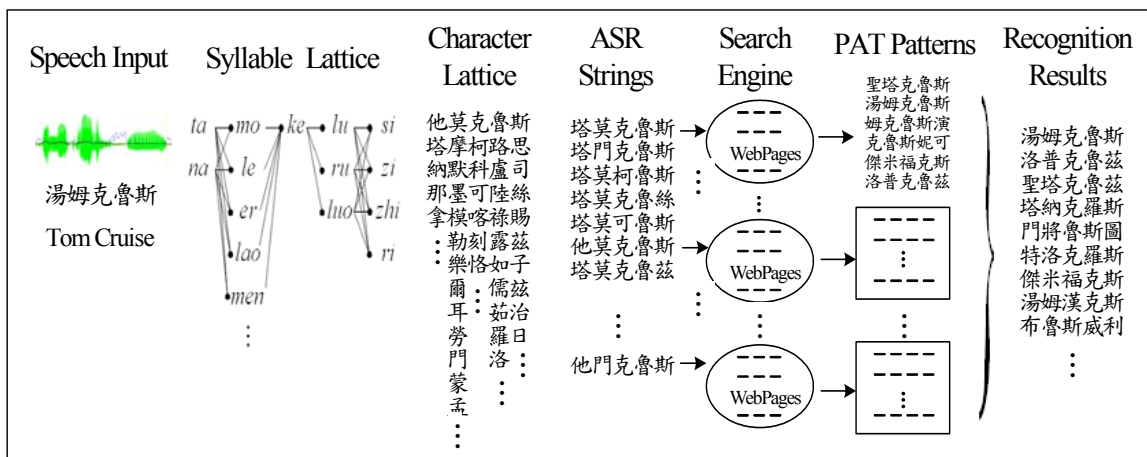 Speech Input
湯姆克魯斯
Tom Cruise
Syllable Lattice
ta mo ke lu si
na le ru zi
er luo zhi
lao ri
men
Character
Lattice
他莫克魯斯
塔摩柯路思
納默科盧司
那墨可陸絲
拿模喀祿賜
勒刻露茲
樂恪如子
爾 儒茲
耳 茹治
勞 羅日
門 洛
蒙
孟
ASR
Strings
塔莫克魯斯
塔門克魯斯
塔莫柯魯斯
塔莫克魯絲
塔莫可魯斯
他莫克魯斯
塔莫克魯茲
他門克魯斯
Search
Engine
WebPages
WebPages
WebPages
PAT Patterns
聖塔克魯斯
湯姆克魯斯
姆克魯斯演
克魯斯妮可
傑米福克斯
洛普克魯茲
Recognition
Results
湯姆克魯斯
洛普克魯茲
聖塔克魯茲
塔納克羅斯
門將魯斯圖
特洛克羅斯
傑米福克斯
湯姆漢克斯
布魯斯威利